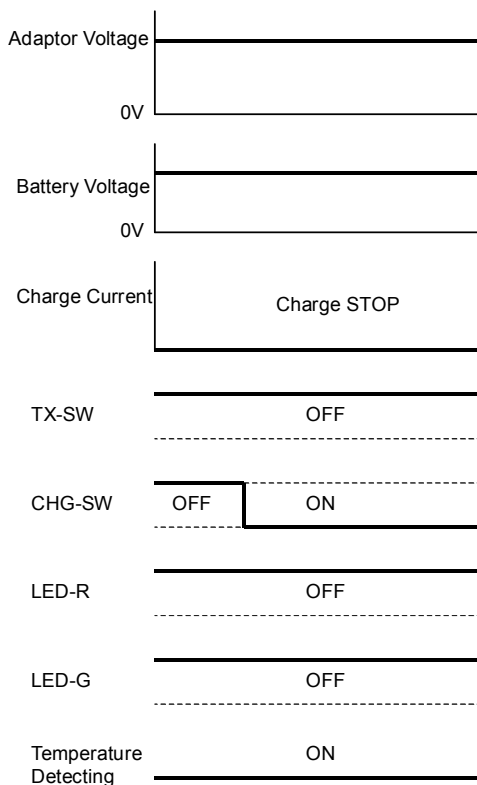 Adaptor Voltage
0V
Battery Voltage
0V
Charge Current
Charge STOP
TX-SW
OFF
CHG-SW
OFF
ON
LED-R
OFF
LED-G
OFF
Temperature
Detecting
ON